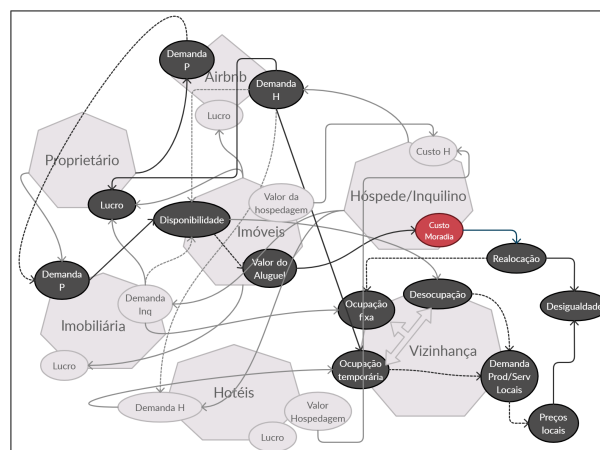 Demanda
P
Airbnb
Demanda
H
Lucro
Proprietário
Custo H
Lucro
Disponibilidade
Valor da
hospedagem
Hóspede/Inquilino
Imóveis
Custo
Moradia
Valor do
Aluguel
Realocação
Demanda
P
Demanda
Inq
Desocupação
Ocupação
fixa
Desigualdade
Imobiliária
Vizinhança
Lucro
Ocupação
temporária
Demanda
Prod/Serv
Locais
Hotéis
Demanda H
Valor
Hospedagem
Preços
locais
Lucro